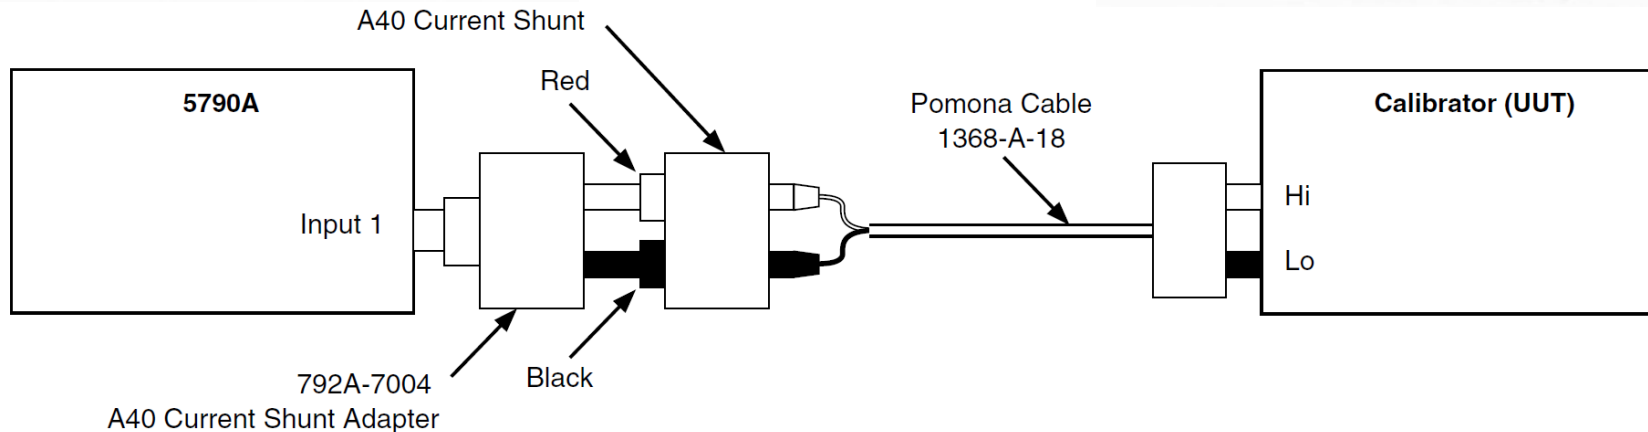 A40 Current Shunt
Red
5790A
Pomona Cable
1368-A-18
Calibrator (UUT)
Input 1
Hi
Lo
792A-7004
A40 Current Shunt Adapter
Black